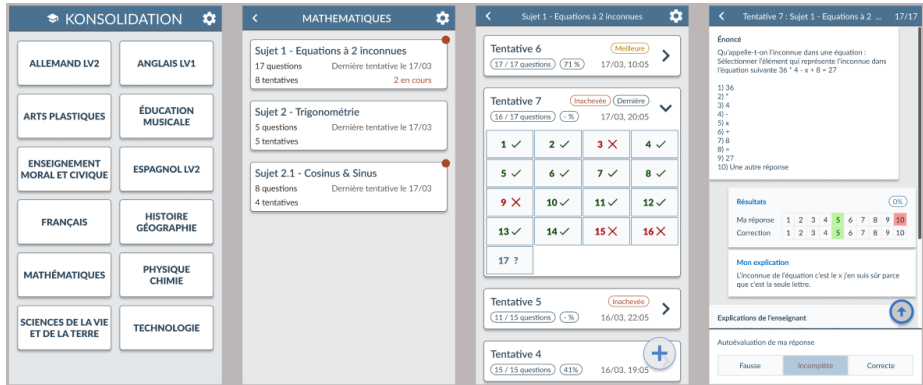 KONSOLIDATION
ALLEMAND LV2
ANGLAIS LV1
ARTS PLASTIQUES
ÉDUCATION
MUSICALE
ENSEIGNEMENT
MORAL ET CIVIQUE
ESPAGNOL LV2
FRANÇAIS
HISTOIRE
GÉOGRAPHIE
MATHÉMATIQUES
PHYSIQUE
CHIMIE
SCIENCES DE LA VIE
ET DE LA TERRE
TECHNOLOGIE
MATHEMATIQUES
Sujet 1 - Equations à 2 inconnues
17 questions Dernière tentative le 17/03
8 tentatives 2 en cours
Sujet 2 - Trigonométrie
5 questions Dernière tentative le 17/03
5 tentatives
Sujet 2.1 - Cosinus & Sinus
8 questions Dernière tentative le 17/03
4 tentatives
Sujet 1 - Equations à 2 inconnues
Tentative 6 Meilleure
17 / 17 questions 71 % 17/03, 10:05
Tentative 7 Inachevée Dernière
16 / 17 questions - % 17/03, 20:05
1 ✓ 2 ✓ 3 ✕ 4 ✓
5 ✓ 6 ✓ 7 ✓ 8 ✓
9 ✕ 10 ✓ 11 ✓ 12 ✓
13 ✓ 14 ✓ 15 ✕ 16 ✕
17 ?
Tentative 5 Inachevée
11 / 15 questions - % 16/03, 22:05
Tentative 4
15 / 15 questions 41% 16/03, 19:05
Tentative 7 : Sujet 1 - Equations à 2 ... 17/17
Énoncé
Qu'appelle-t-on l'inconnue dans une équation :
Sélectionner l'élément qui représente l'inconnue dans
l'équation suivante 36 * 4 - x + 8 = 27
1) 36
2) *
3) 4
4) -
5) x
6) +
7) 8
8) =
9) 27
10) Une autre réponse
Résultats 0%
Ma réponse 1 2 3 4 5 6 7 8 9 10
Correction 1 2 3 4 5 6 7 8 9 10
Mon explication
L'inconnue de l'équation c'est le x j'en suis sûr parce
que c'est la seule lettre.
Explications de l'enseignant
Autoévaluation de ma réponse
Fausse Incomplète Correcte